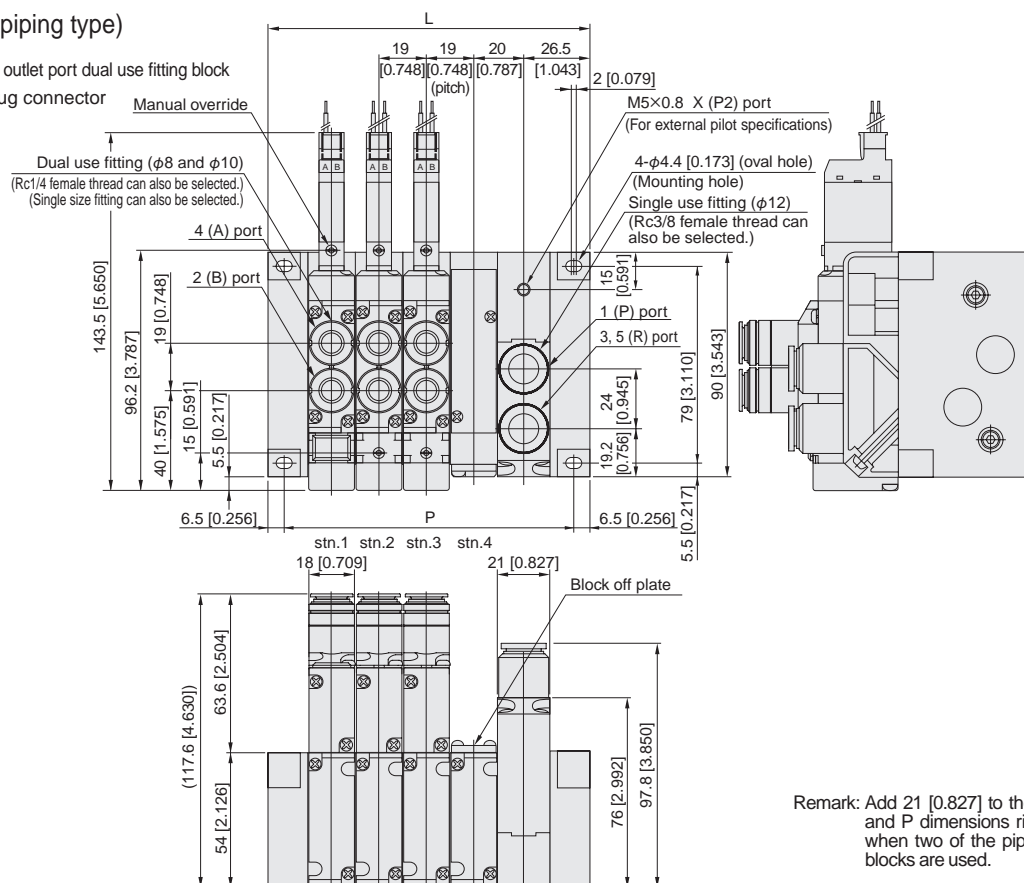 piping type)
outlet port dual use fitting block
ug connector
L
19
[0.748]
19
[0.748]
(pitch)
20
[0.787]
26.5
[1.043]
2 [0.079]
Manual override
M5×0.8 X (P2) port
(For external pilot specifications)
Dual use fitting (φ8 and φ10)
(Rc1/4 female thread can also be selected.)
(Single size fitting can also be selected.)
A B
A B
A B
4-φ4.4 [0.173] (oval hole)
(Mounting hole)
Single use fitting (φ12)
(Rc3/8 female thread can
also be selected.)
4 (A) port
2 (B) port
1 (P) port
3, 5 (R) port
143.5 [5.650]
96.2 [3.787]
19 [0.748]
40 [1.575]
15 [0.591]
5.5 [0.217]
15
[0.591]
24
[0.945]
19.2
[0.756]
79 [3.110]
90 [3.543]
5.5 [0.217]
6.5 [0.256]
P
6.5 [0.256]
stn.1 stn.2 stn.3 stn.4
18 [0.709]
21 [0.827]
Block off plate
(117.6 [4.630])
63.6 [2.504]
54 [2.126]
76 [2.992]
97.8 [3.850]
Remark: Add 21 [0.827] to th
and P dimensions ri
when two of the pip
blocks are used.